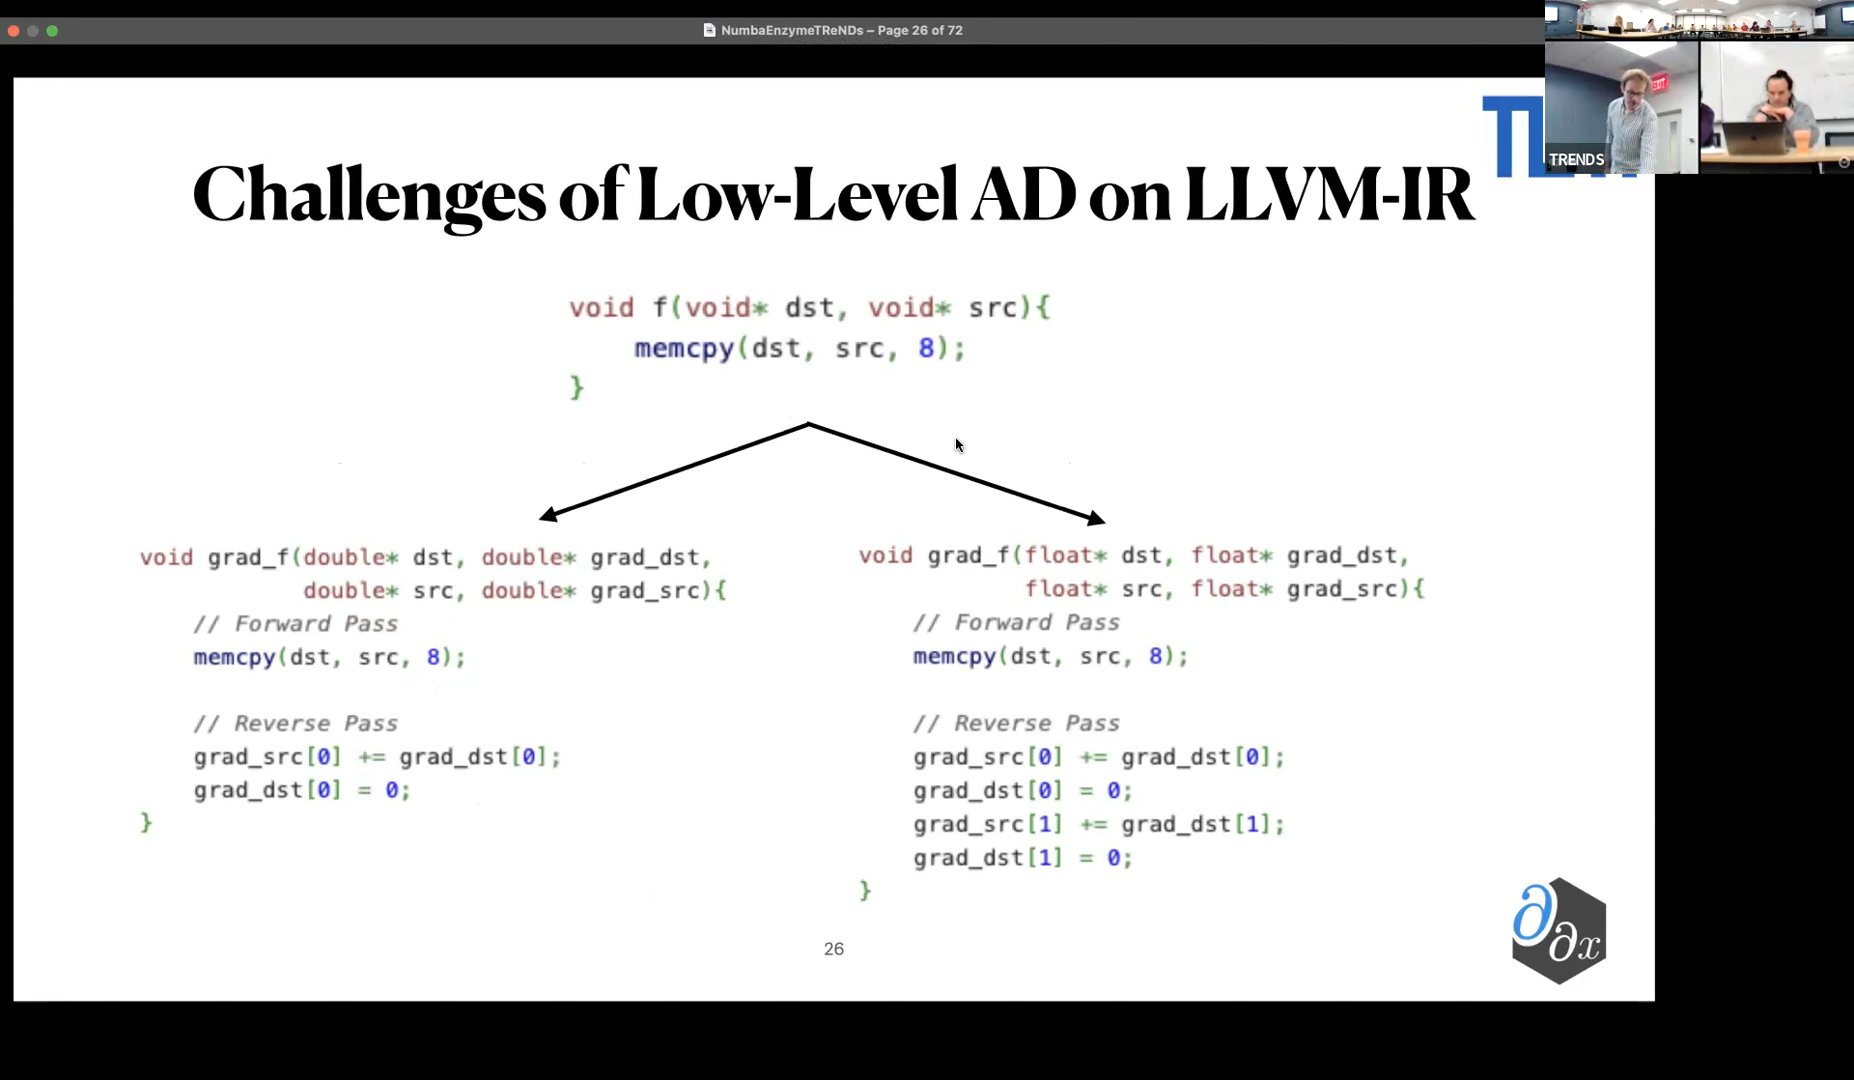 NumbaEnzymeTReNDs – Page 26 of 72
EXIT
TRENDS
Challenges of Low-Level AD on LLVM-IR
void f(void* dst, void* src){
memcpy(dst, src, 8);
}
void grad_f(double* dst, double* grad_dst,
double* src, double* grad_src){
// Forward Pass
memcpy(dst, src, 8);
// Reverse Pass
grad_src[0] += grad_dst[0];
grad_dst[0] = 0;
}
void grad_f(float* dst, float* grad_dst,
float* src, float* grad_src){
// Forward Pass
memcpy(dst, src, 8);
// Reverse Pass
grad_src[0] += grad_dst[0];
grad_dst[0] = 0;
grad_src[1] += grad_dst[1];
grad_dst[1] = 0;
}
26
∂
∂x